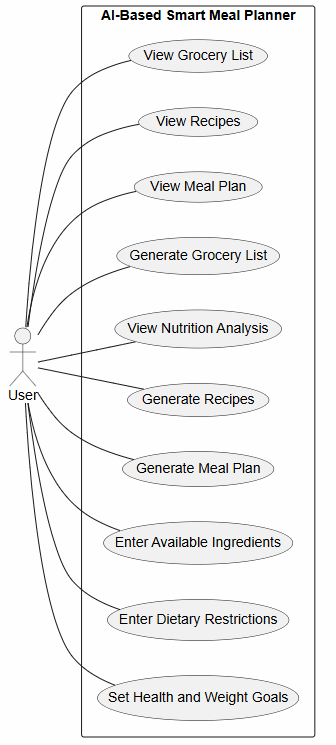 AI-Based Smart Meal Planner
View Grocery List
View Recipes
View Meal Plan
Generate Grocery List
View Nutrition Analysis
User
Generate Recipes
Generate Meal Plan
Enter Available Ingredients
Enter Dietary Restrictions
Set Health and Weight Goals